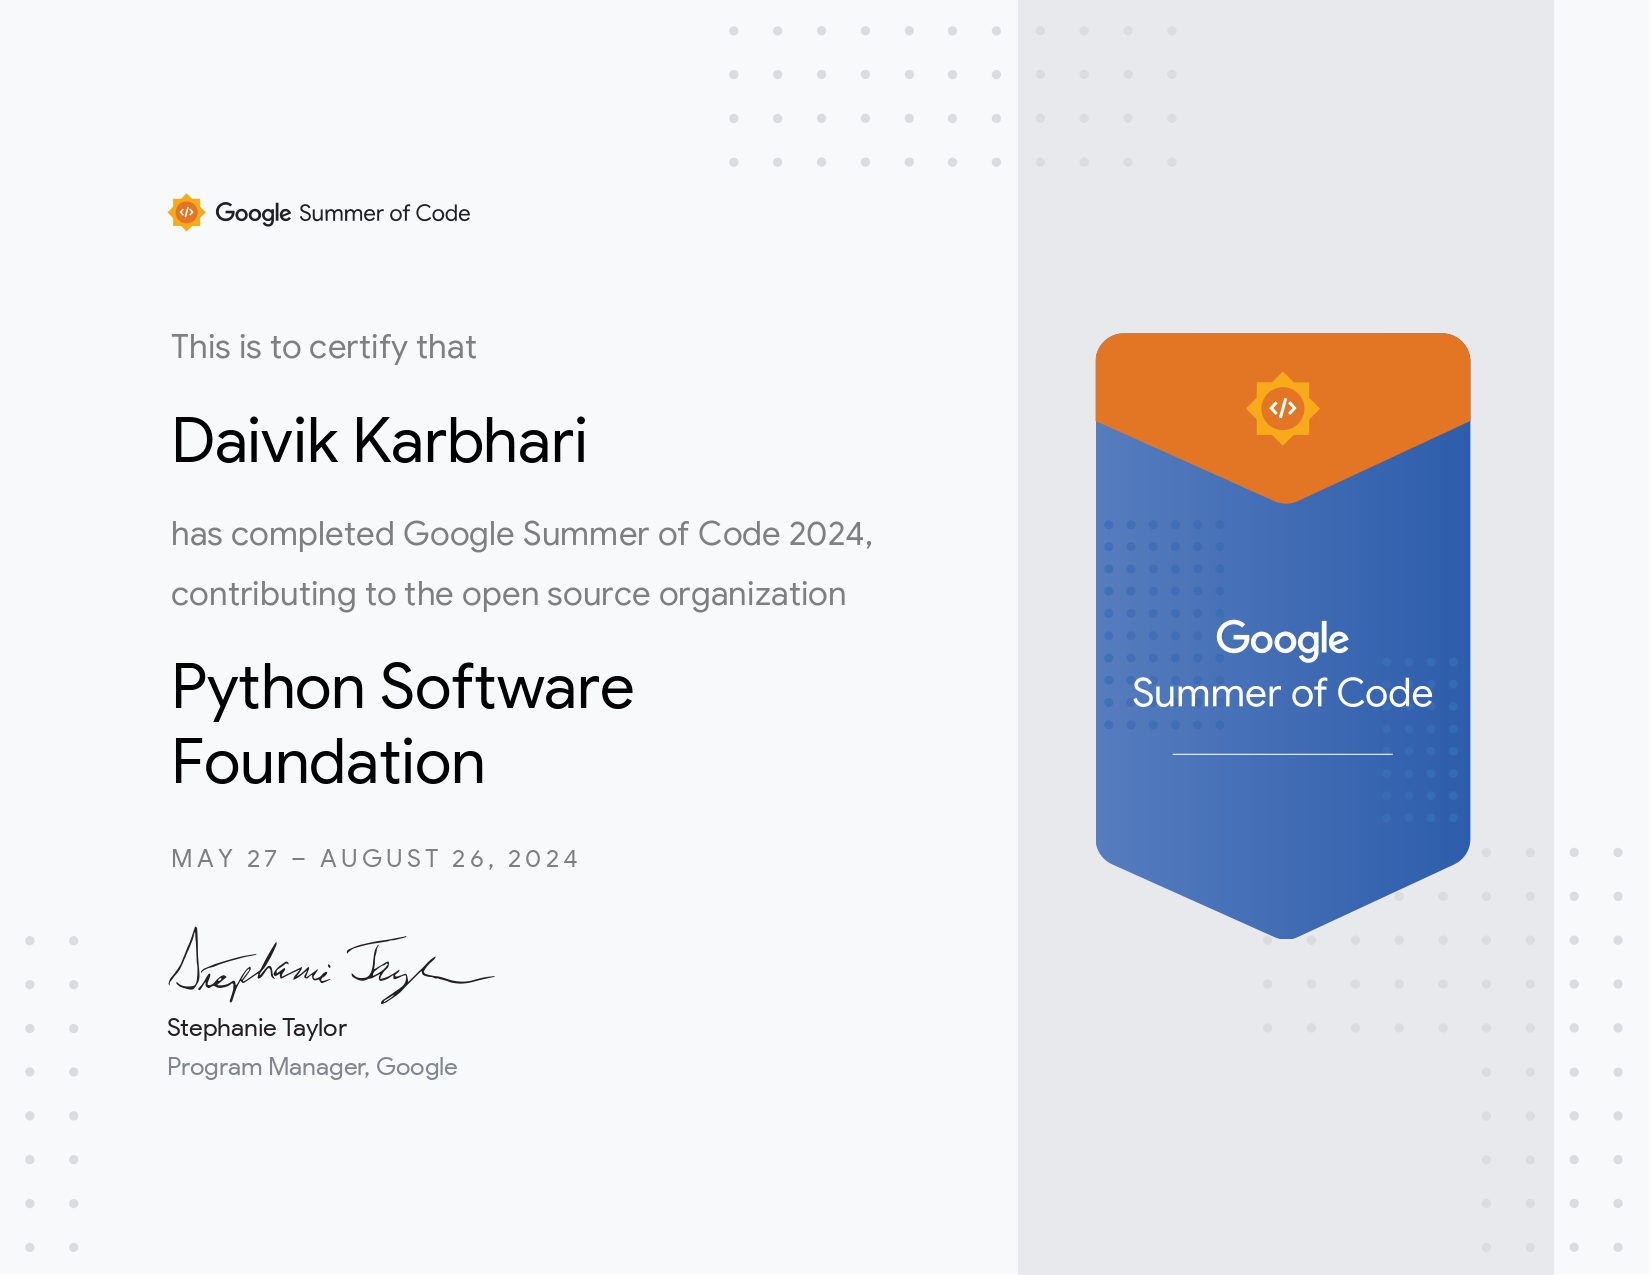 Google Summer of Code
This is to certify that
Daivik Karbhari
has completed Google Summer of Code 2024,
contributing to the open source organization
Python Software
Foundation
MAY 27 – AUGUST 26, 2024
Stephanie Taylor
Stephanie Taylor
Program Manager, Google
Google
Summer of Code